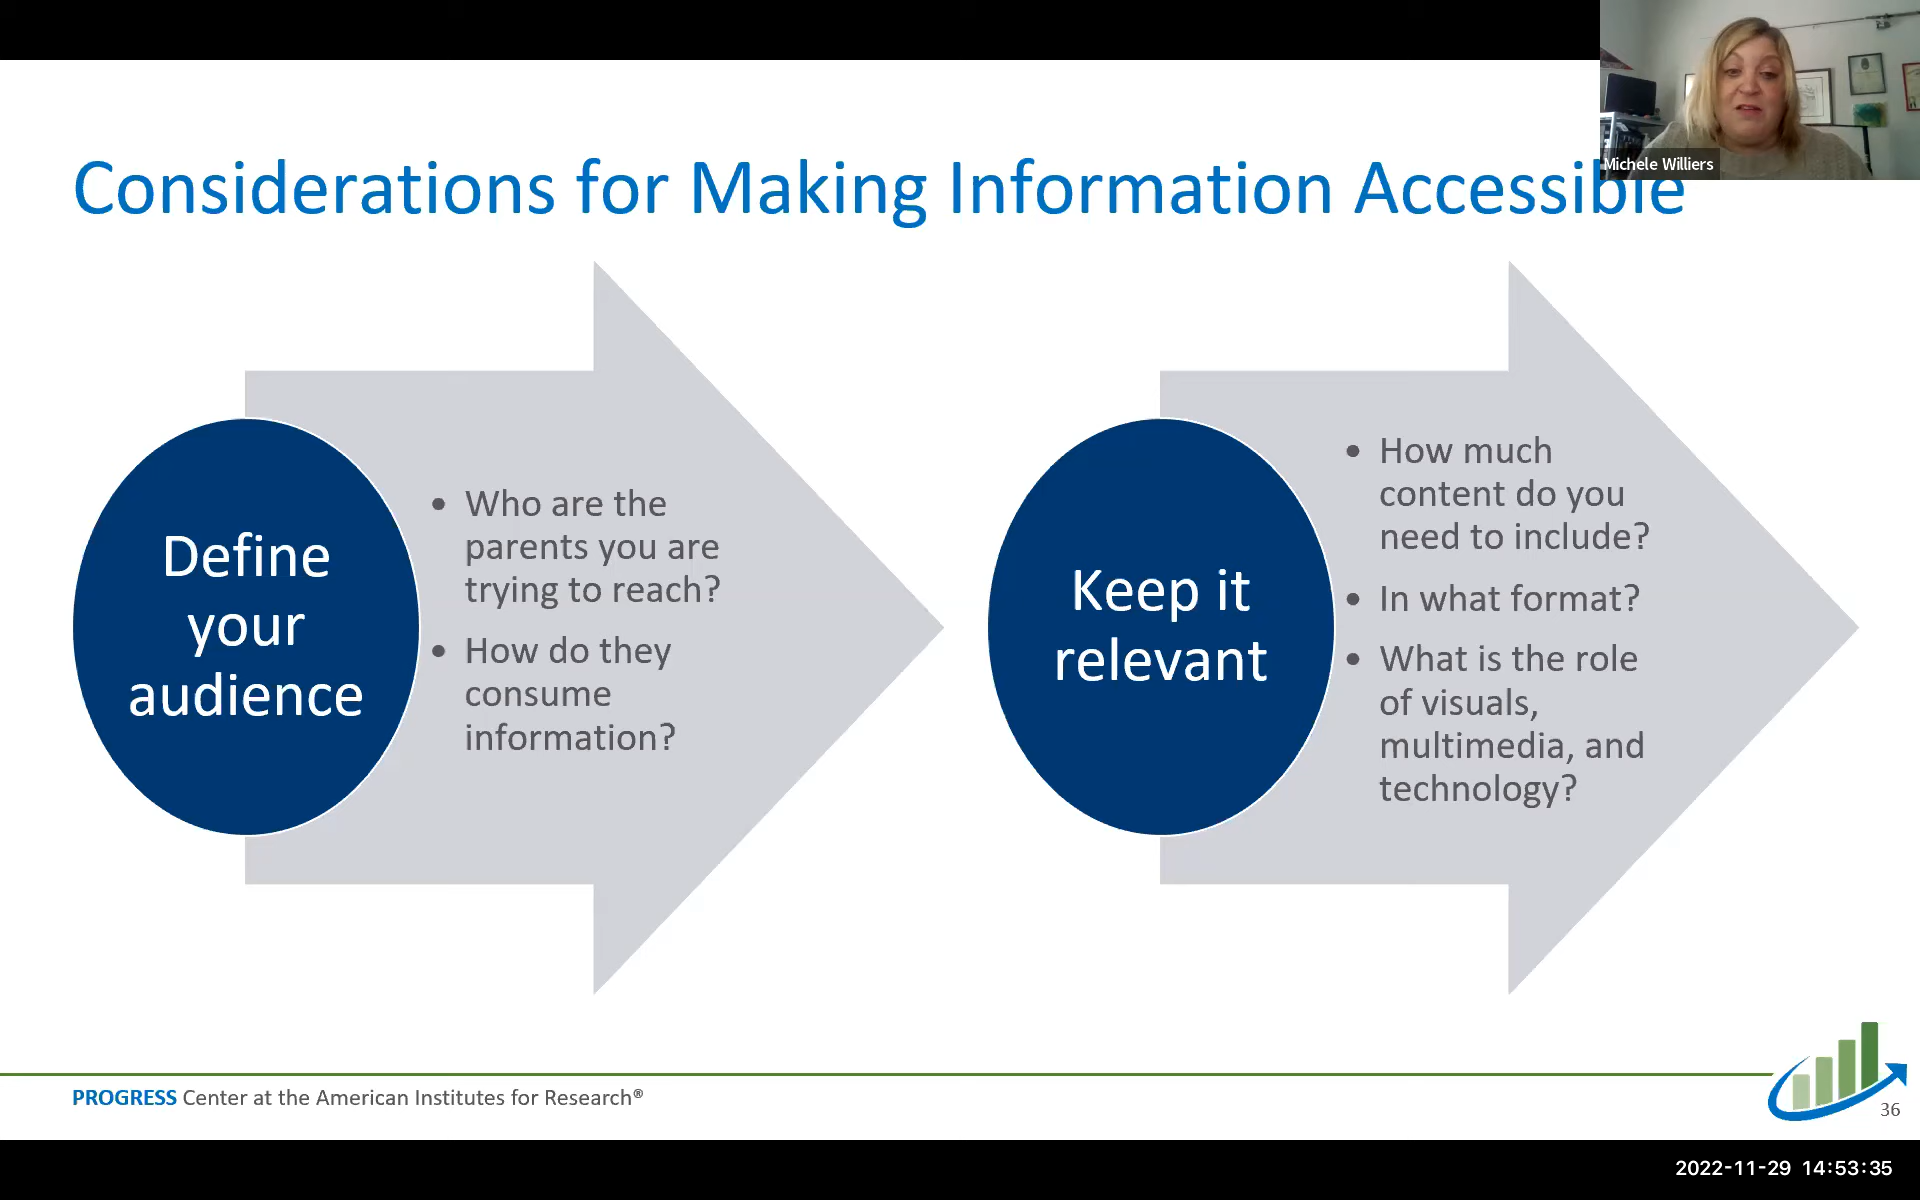 Michele Williers
Considerations for Making Information Accessible
Define
your
audience
• Who are the
parents you are
trying to reach?
• How do they
consume
information?
Keep it
relevant
• How much
content do you
need to include?
• In what format?
• What is the role
of visuals,
multimedia, and
technology?
PROGRESS Center at the American Institutes for Research®
36
2022-11-29 14:53:35